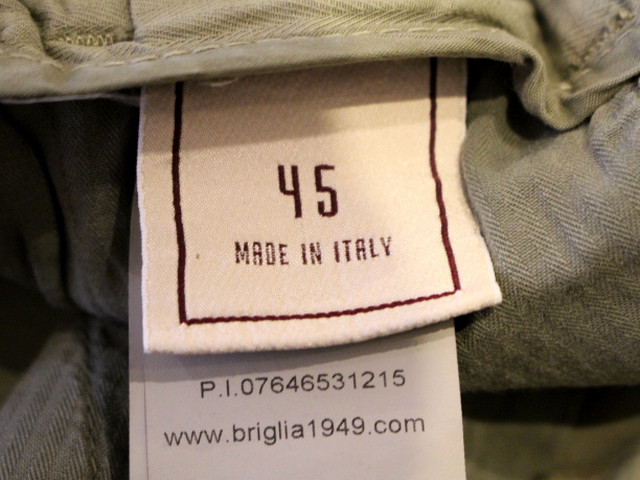 45
MADE IN ITALY
P.I.07646531215
www.briglia1949.com